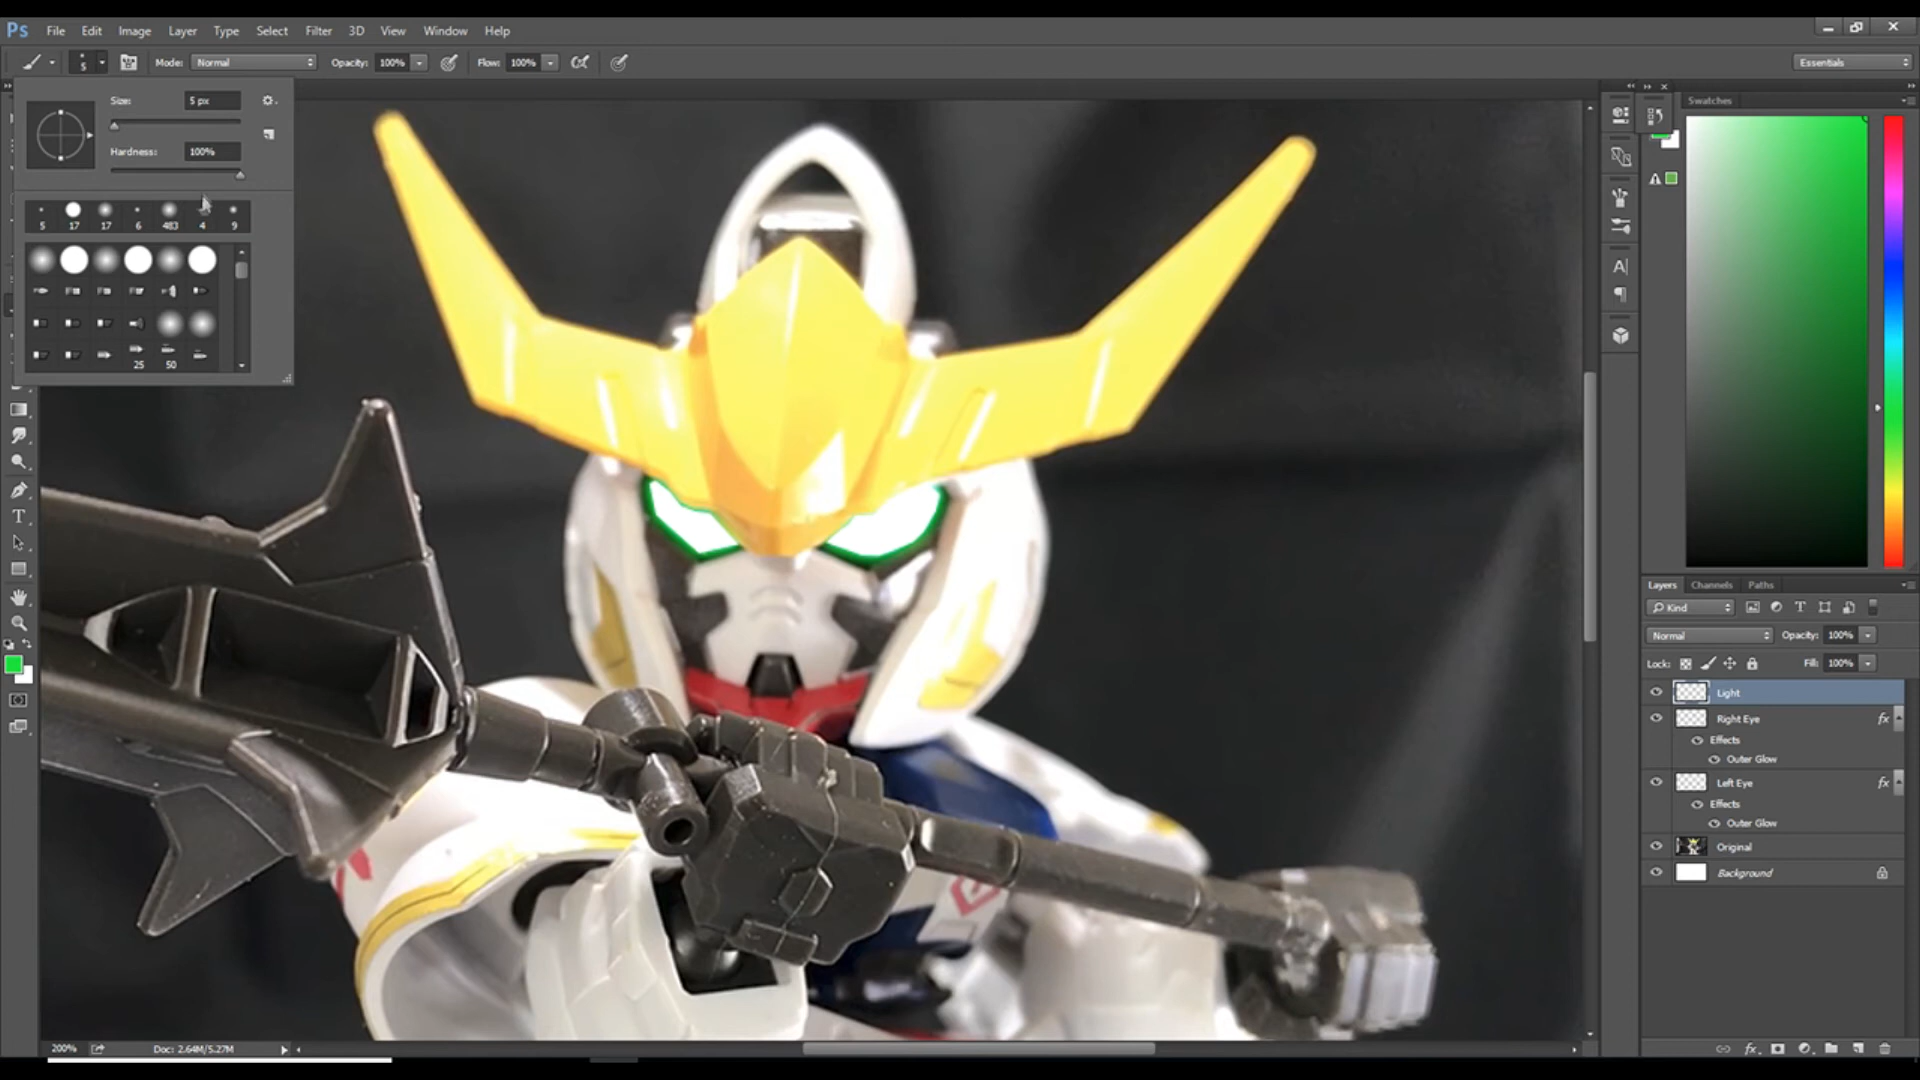 Ps File Edit Image Layer Type Select Filter 3D View Window Help
5 Mode: Normal Opacity: 100% Flow: 100% Essentials
Size: 5 px
Hardness: 100%
5 17 17 6 483 4 9
25 50
Swatches
Layers Channels Paths
Kind
Normal Opacity: 100%
Lock: Fill: 100%
Light
Right Eye fx
Effects
Outer Glow
Left Eye fx
Effects
Outer Glow
Original
Background
200% Doc: 2.64M/5.27M